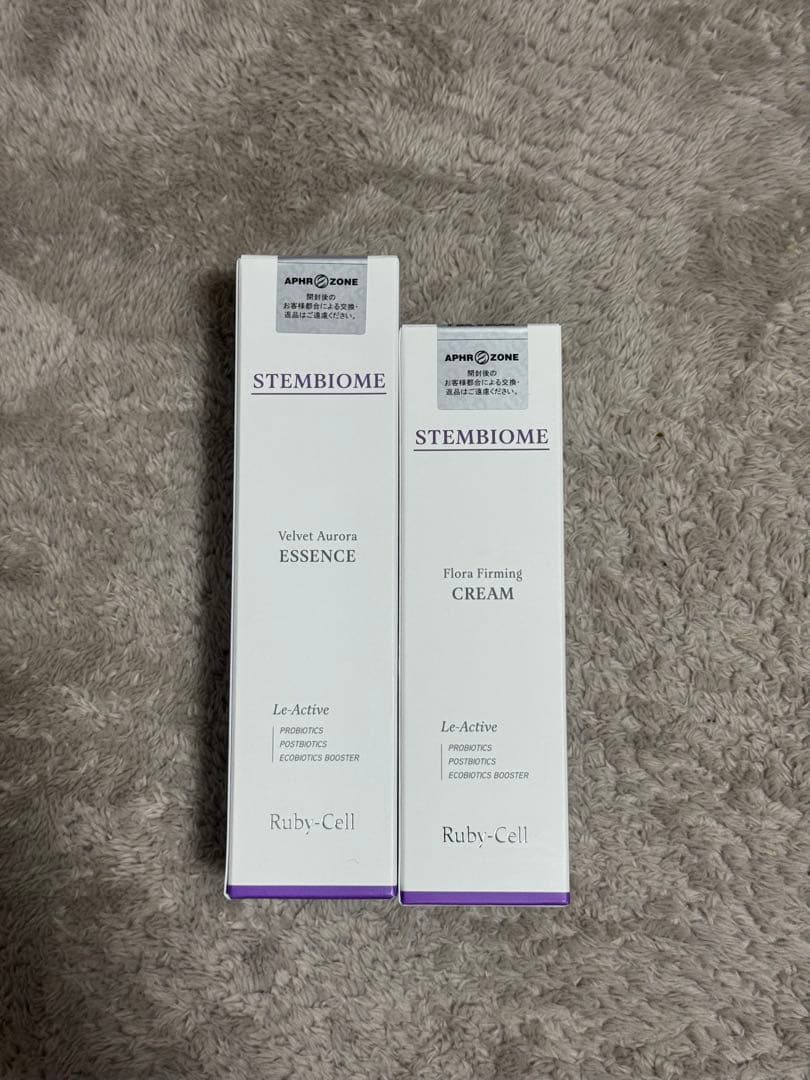 APHROZONE
開封後の
お客様都合による交換・
返品はご遠慮ください。
STEMBIOME
Velvet Aurora
ESSENCE
Le-Active
PROBIOTICS
POSTBIOTICS
ECOBIOTICS BOOSTER
Ruby-Cell
APHROZONE
開封後の
お客様都合による交換・
返品はご遠慮ください。
STEMBIOME
Flora Firming
CREAM
Le-Active
PROBIOTICS
POSTBIOTICS
ECOBIOTICS BOOSTER
Ruby-Cell